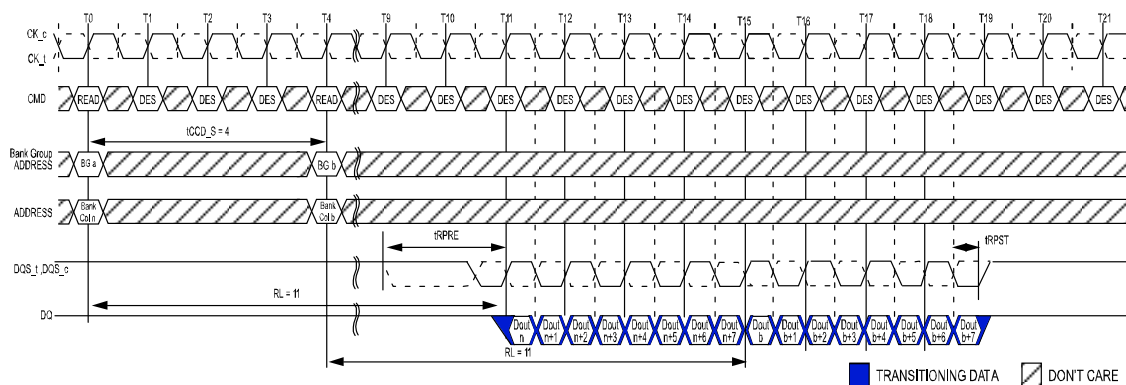 T0 T1 T2 T3 T4 T9 T10 T11 T12 T13 T14 T15 T16 T17 T18 T19 T20 T21
CK_c
CK_t
CMD READ DES DES DES READ DES DES DES DES DES DES DES DES DES DES DES DES DES
tCCD_S = 4
Bank Group
ADDRESS
BG a BG b
ADDRESS
Bank Bank
Col n Col b
tRPRE tRPST
DQS_t ,DQS_c
RL = 11
DQ
Dout Dout Dout Dout Dout Dout Dout Dout Dout Dout Dout Dout Dout Dout Dout Dout
n n+1 n+2 n+3 n+4 n+5 n+6 n+7 b b+1 b+2 b+3 b+4 b+5 b+6 b+7
RL = 11
TRANSITIONING DATA DON'T CARE